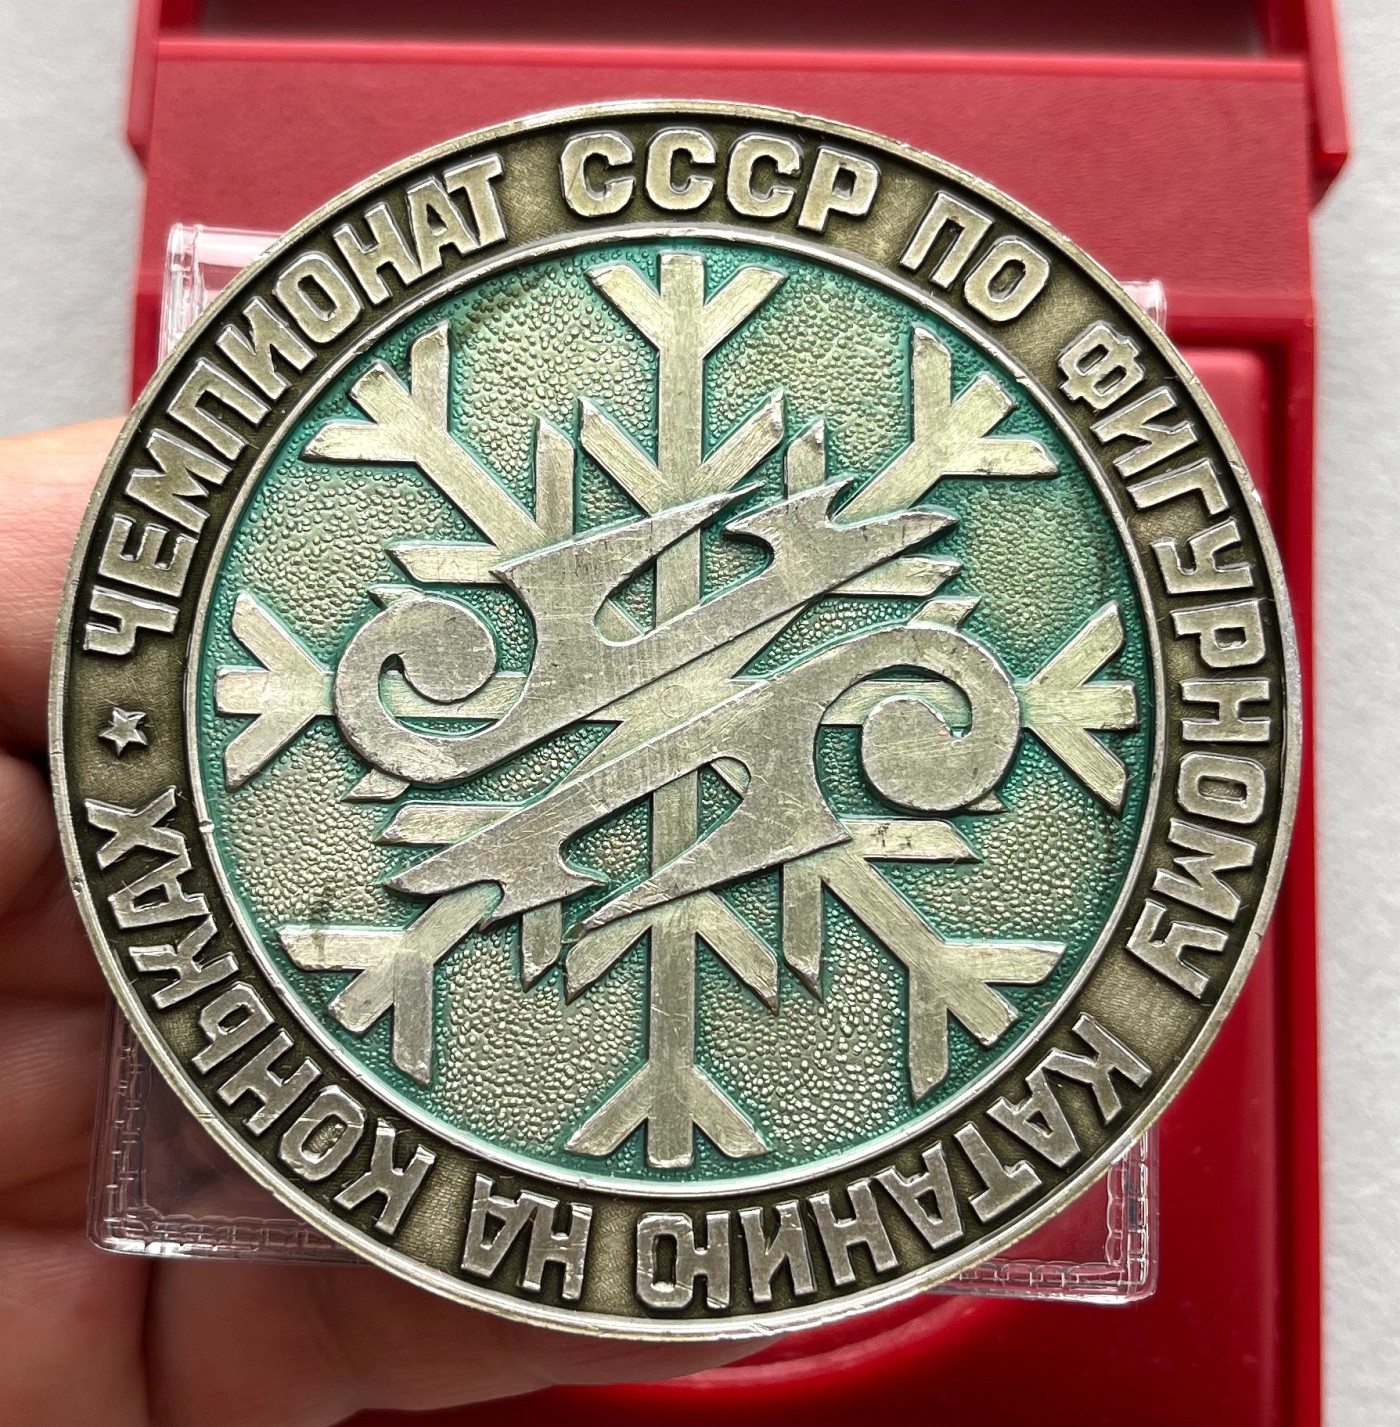 ЧЕМПИОНАТ СССР ПО ФИГУРНОМУ КАТАНИЮ НА КОНЬКАХ